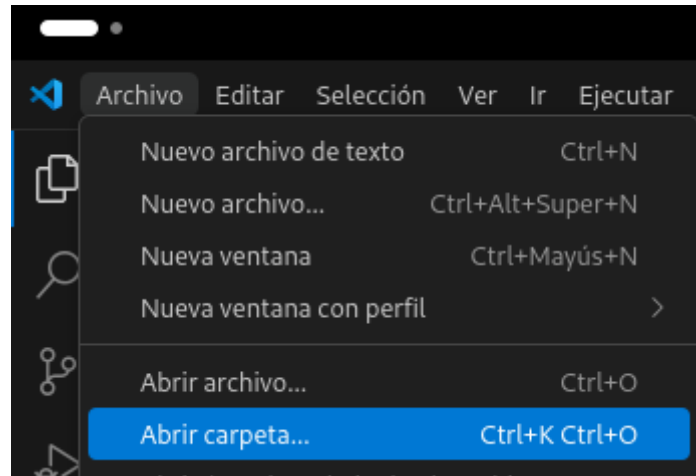 Archivo Editar Selección Ver Ir Ejecutar
Nuevo archivo de texto Ctrl+N
Nuevo archivo... Ctrl+Alt+Super+N
Nueva ventana Ctrl+Mayús+N
Nueva ventana con perfil
Abrir archivo... Ctrl+O
Abrir carpeta... Ctrl+K Ctrl+O